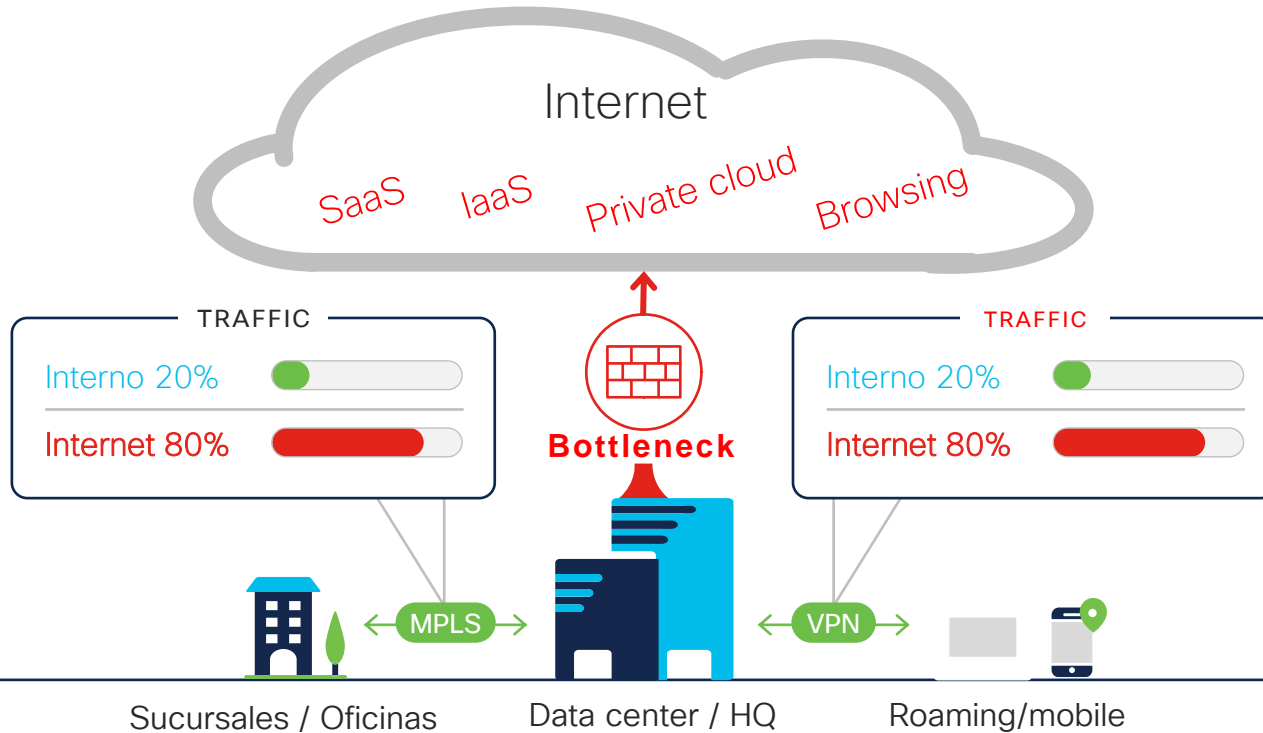 Internet
SaaS
IaaS
Private cloud
Browsing
TRAFFIC
Interno 20%
Internet 80%
Bottleneck
TRAFFIC
Interno 20%
Internet 80%
MPLS
VPN
Sucursales / Oficinas
Data center / HQ
Roaming/mobile